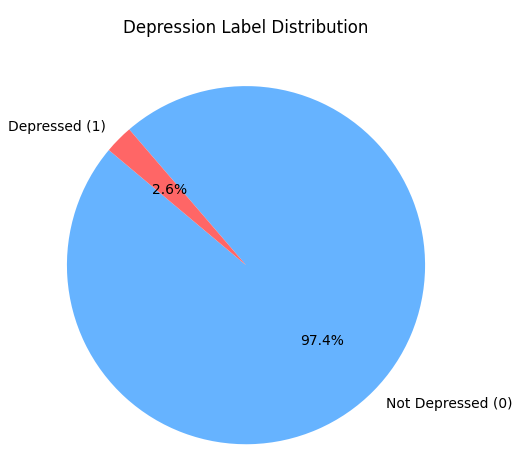 Depression Label Distribution
Depressed (1)
2.6%
97.4%
Not Depressed (0)